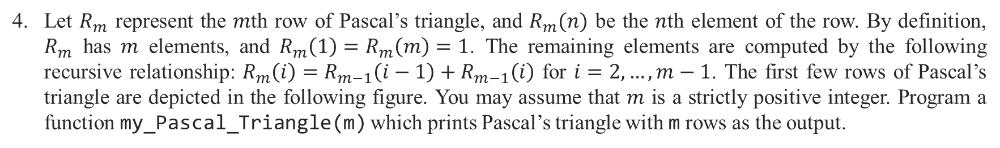 4. Let R_m represent the mth row of Pascal’s triangle, and R_m(n) be the nth element of the row. By definition,
R_m has m elements, and R_m(1) = R_m(m) = 1. The remaining elements are computed by the following
recursive relationship: R_m(i) = R_{m−1}(i − 1) + R_{m−1}(i) for i = 2, … , m − 1. The first few rows of Pascal’s
triangle are depicted in the following figure. You may assume that m is a strictly positive integer. Program a
function my_Pascal_Triangle(m) which prints Pascal’s triangle with m rows as the output.